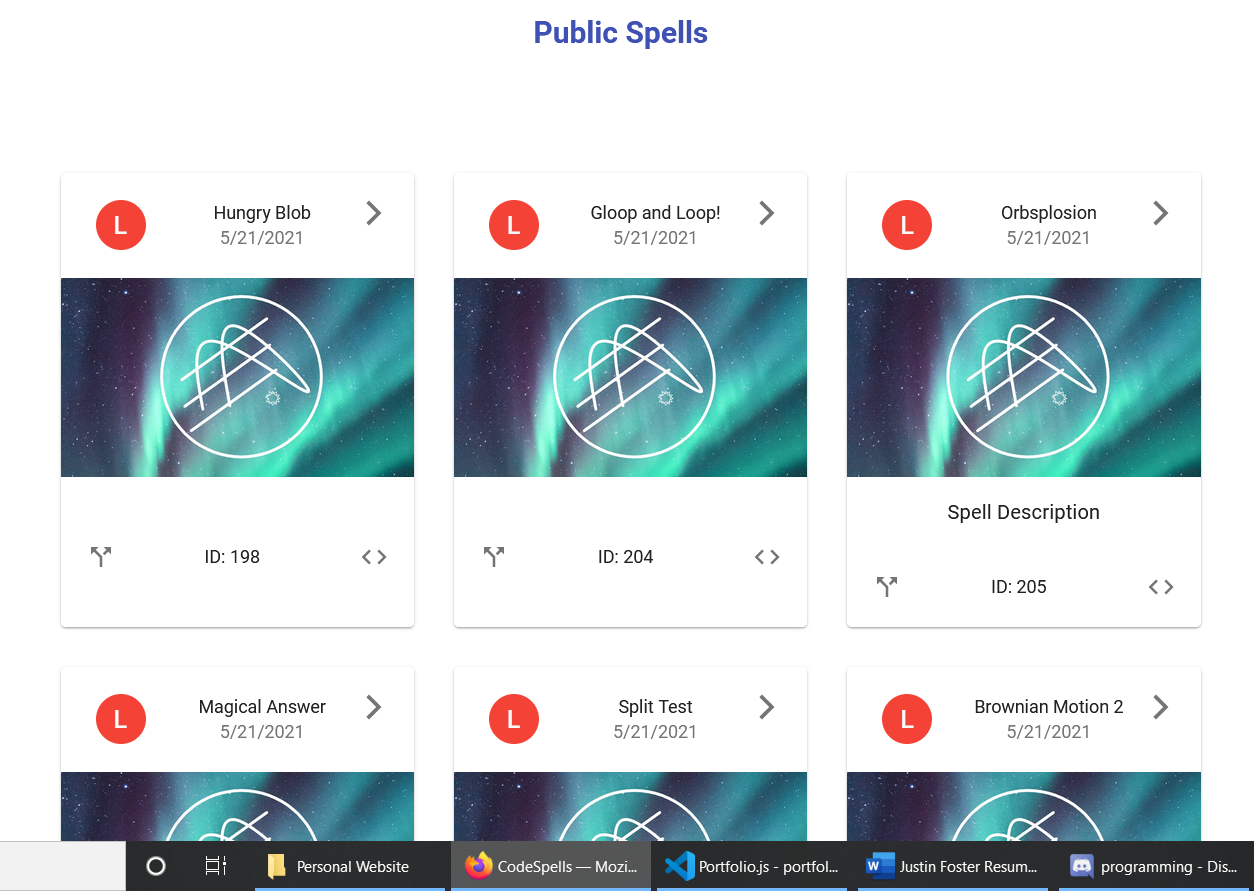 Public Spells
L
Hungry Blob
5/21/2021
L
Gloop and Loop!
5/21/2021
L
Orbsplosion
5/21/2021
Spell Description
ID: 198
ID: 204
ID: 205
L
Magical Answer
5/21/2021
L
Split Test
5/21/2021
L
Brownian Motion 2
5/21/2021
Personal Website
CodeSpells — Mozi...
Portfolio.js - portfol...
W
Justin Foster Resum...
programming - Dis...